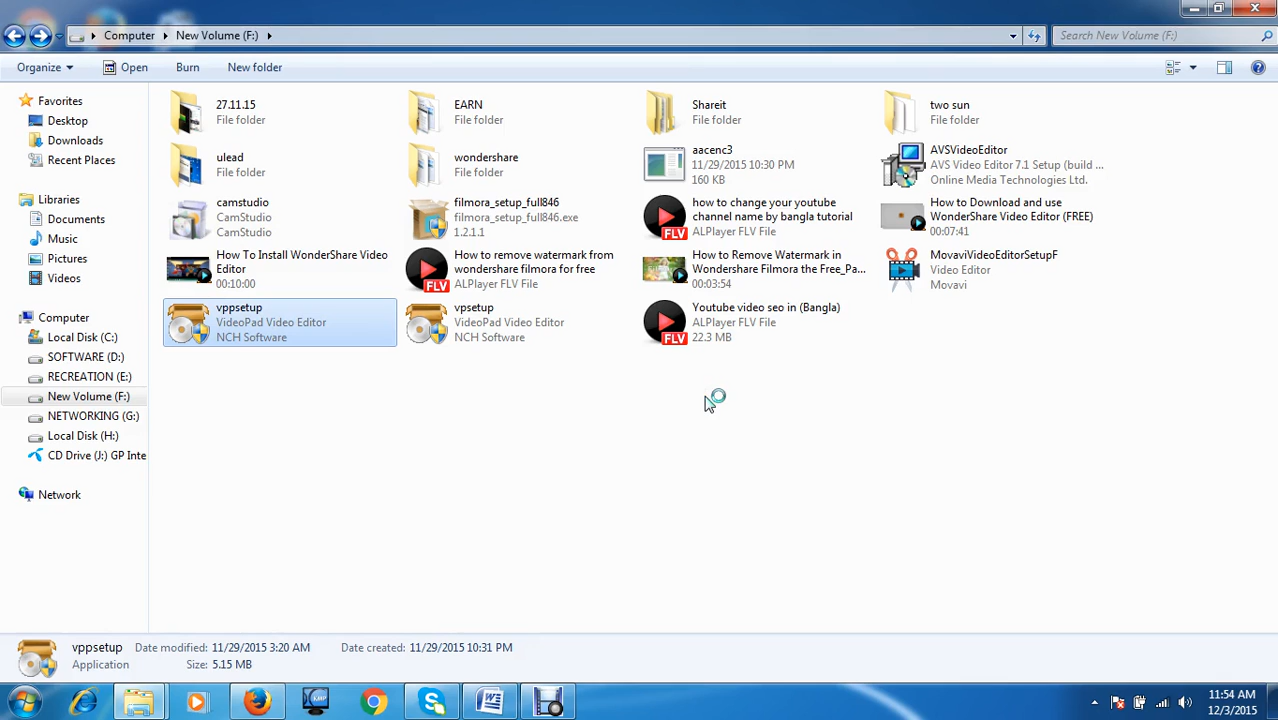 Computer New Volume (F:)
Search New Volume (F:)
Organize Open Burn New folder
Favorites
Desktop
Downloads
Recent Places
Libraries
Documents
Music
Pictures
Videos
Computer
Local Disk (C:)
SOFTWARE (D:)
RECREATION (E:)
New Volume (F:)
NETWORKING (G:)
Local Disk (H:)
CD Drive (J:) GP Inte
Network
27.11.15
File folder
EARN
File folder
Shareit
File folder
two sun
File folder
ulead
File folder
wondershare
File folder
aacenc3
11/29/2015 10:30 PM
160 KB
AVSVideoEditor
AVS Video Editor 7.1 Setup (build ...
Online Media Technologies Ltd.
camstudio
CamStudio
CamStudio
filmora_setup_full846
filmora_setup_full846.exe
1.2.1.1
FLV
how to change your youtube
channel name by bangla tutorial
ALPlayer FLV File
How to Download and use
WonderShare Video Editor (FREE)
00:07:41
How To Install WonderShare Video
Editor
00:10:00
FLV
How to remove watermark from
wondershare filmora for free
ALPlayer FLV File
How to Remove Watermark in
Wondershare Filmora the Free_Pa...
00:03:54
MovaviVideoEditorSetupF
Video Editor
Movavi
vppsetup
VideoPad Video Editor
NCH Software
vpsetup
VideoPad Video Editor
NCH Software
FLV
Youtube video seo in (Bangla)
ALPlayer FLV File
22.3 MB
vppsetup Date modified: 11/29/2015 3:20 AM Date created: 11/29/2015 10:31 PM
Application Size: 5.15 MB
11:54 AM
12/3/2015